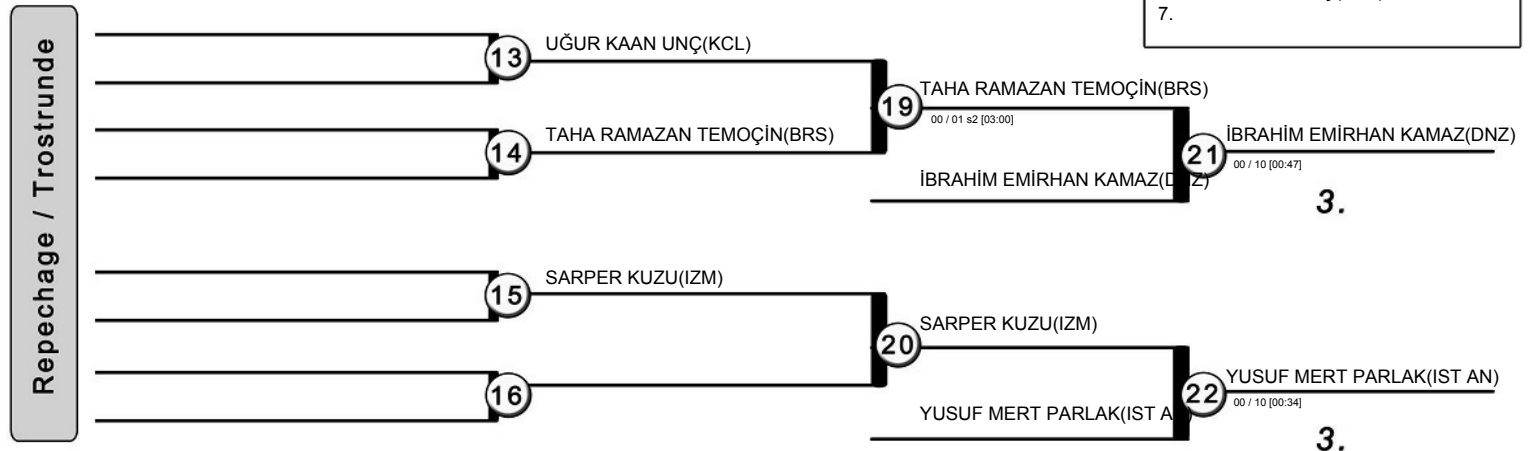 7.
Repechage / Trostrunde
13
UĞUR KAAN UNÇ(KCL)
19
TAHA RAMAZAN TEMOÇİN(BRS)
00 / 01 s2 [03:00]
14
TAHA RAMAZAN TEMOÇİN(BRS)
21
İBRAHİM EMİRHAN KAMAZ(DNZ)
00 / 10 [00:47]
İBRAHİM EMİRHAN KAMAZ(DNZ)
3.
15
SARPER KUZU(IZM)
20
SARPER KUZU(IZM)
16
22
YUSUF MERT PARLAK(IST AN)
00 / 10 [00:34]
YUSUF MERT PARLAK(IST AN)
3.